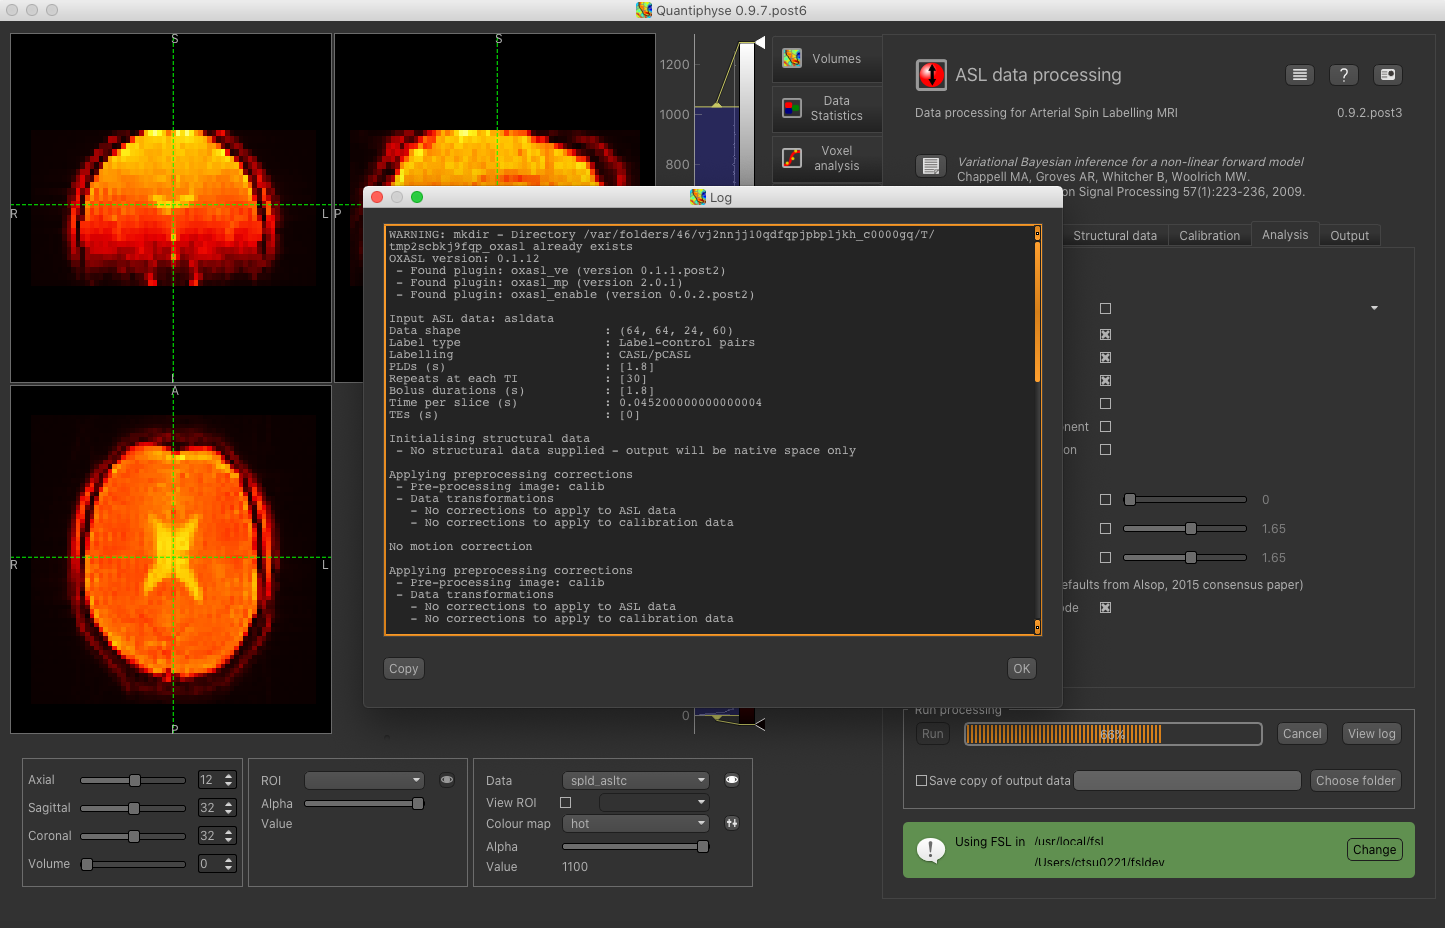 Quantiphyse 0.9.7.post6
S
S
R
L
P
I
A
R
L
P
1200
1000
800
0
Volumes
Data
Statistics
Voxel
analysis
ASL data processing
?
Data processing for Arterial Spin Labelling MRI
0.9.2.post3
Variational Bayesian inference for a non-linear forward model
Chappell MA, Groves AR, Whitcher B, Woolrich MW.
on Signal Processing 57(1):223-236, 2009.
Structural data
Calibration
Analysis
Output
nent
on
0
1.65
1.65
efaults from Alsop, 2015 consensus paper)
ode
Log
WARNING: mkdir - Directory /var/folders/46/vj2nnjj10qdfqpjpbpljkh_c0000gq/T/
tmp2scbkj9fqp_oxasl already exists
OXASL version: 0.1.12
- Found plugin: oxasl_ve (version 0.1.1.post2)
- Found plugin: oxasl_mp (version 2.0.1)
- Found plugin: oxasl_enable (version 0.0.2.post2)
Input ASL data: asldata
Data shape : (64, 64, 24, 60)
Label type : Label-control pairs
Labelling : CASL/pCASL
PLDs (s) : [1.8]
Repeats at each TI : [30]
Bolus durations (s) : [1.8]
Time per slice (s) : 0.045200000000000004
TEs (s) : [0]
Initialising structural data
- No structural data supplied - output will be native space only
Applying preprocessing corrections
- Pre-processing image: calib
- Data transformations
- No corrections to apply to ASL data
- No corrections to apply to calibration data
No motion correction
Applying preprocessing corrections
- Pre-processing image: calib
- Data transformations
- No corrections to apply to ASL data
- No corrections to apply to calibration data
Copy
OK
Run processing
Run
66%
Cancel
View log
Save copy of output data
Choose folder
Using FSL in /usr/local/fsl
/Users/ctsu0221/fsldev
Change
Axial 12
Sagittal 32
Coronal 32
Volume 0
ROI
Alpha
Value
Data spld_asltc
View ROI
Colour map hot
Alpha
Value 1100